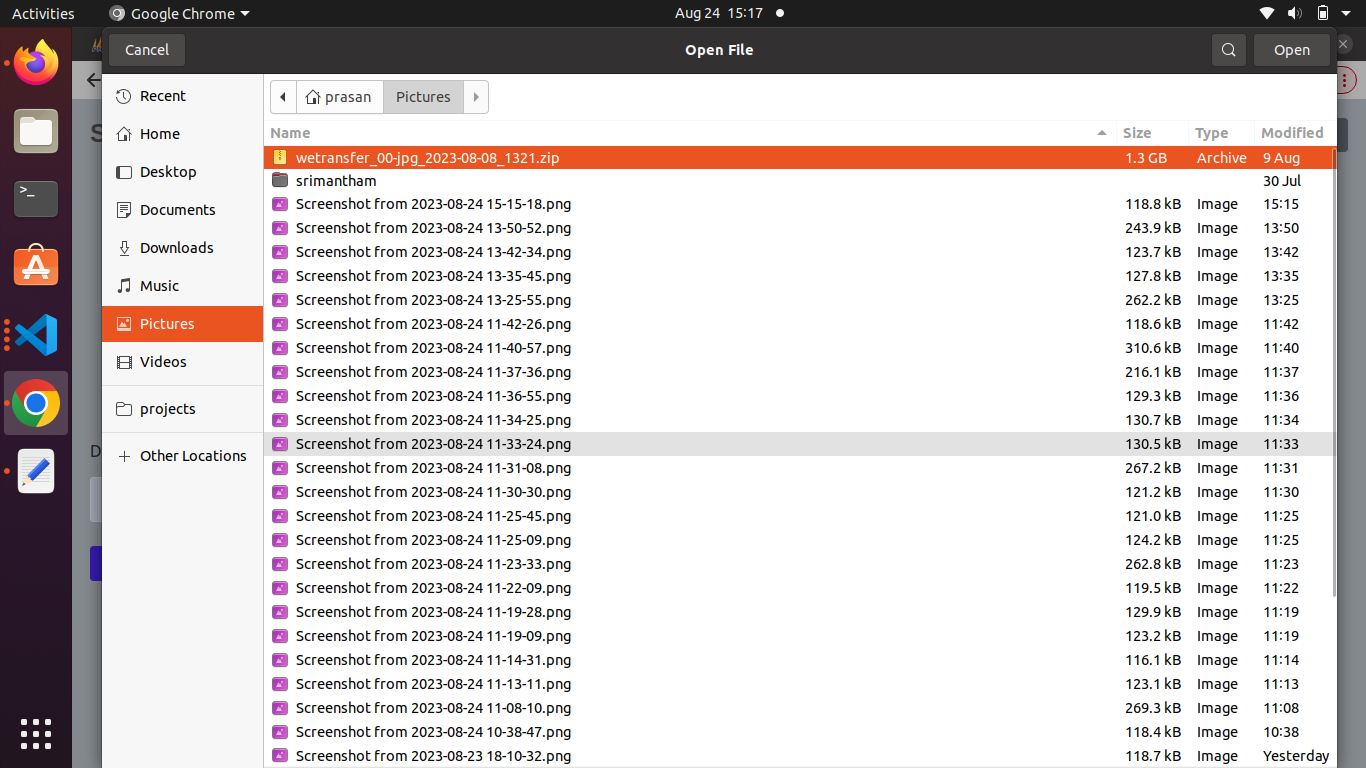 Activities Google Chrome Aug 24 15:17
Cancel Open File Open
Recent
Home
Desktop
Documents
Downloads
Music
Pictures
Videos
projects
Other Locations
prasan Pictures
Name Size Type Modified
wetransfer_00-jpg_2023-08-08_1321.zip 1.3 GB Archive 9 Aug
srimantham 30 Jul
Screenshot from 2023-08-24 15-15-18.png 118.8 kB Image 15:15
Screenshot from 2023-08-24 13-50-52.png 243.9 kB Image 13:50
Screenshot from 2023-08-24 13-42-34.png 123.7 kB Image 13:42
Screenshot from 2023-08-24 13-35-45.png 127.8 kB Image 13:35
Screenshot from 2023-08-24 13-25-55.png 262.2 kB Image 13:25
Screenshot from 2023-08-24 11-42-26.png 118.6 kB Image 11:42
Screenshot from 2023-08-24 11-40-57.png 310.6 kB Image 11:40
Screenshot from 2023-08-24 11-37-36.png 216.1 kB Image 11:37
Screenshot from 2023-08-24 11-36-55.png 129.3 kB Image 11:36
Screenshot from 2023-08-24 11-34-25.png 130.7 kB Image 11:34
Screenshot from 2023-08-24 11-33-24.png 130.5 kB Image 11:33
Screenshot from 2023-08-24 11-31-08.png 267.2 kB Image 11:31
Screenshot from 2023-08-24 11-30-30.png 121.2 kB Image 11:30
Screenshot from 2023-08-24 11-25-45.png 121.0 kB Image 11:25
Screenshot from 2023-08-24 11-25-09.png 124.2 kB Image 11:25
Screenshot from 2023-08-24 11-23-33.png 262.8 kB Image 11:23
Screenshot from 2023-08-24 11-22-09.png 119.5 kB Image 11:22
Screenshot from 2023-08-24 11-19-28.png 129.9 kB Image 11:19
Screenshot from 2023-08-24 11-19-09.png 123.2 kB Image 11:19
Screenshot from 2023-08-24 11-14-31.png 116.1 kB Image 11:14
Screenshot from 2023-08-24 11-13-11.png 123.1 kB Image 11:13
Screenshot from 2023-08-24 11-08-10.png 269.3 kB Image 11:08
Screenshot from 2023-08-24 10-38-47.png 118.4 kB Image 10:38
Screenshot from 2023-08-23 18-10-32.png 118.7 kB Image Yesterday